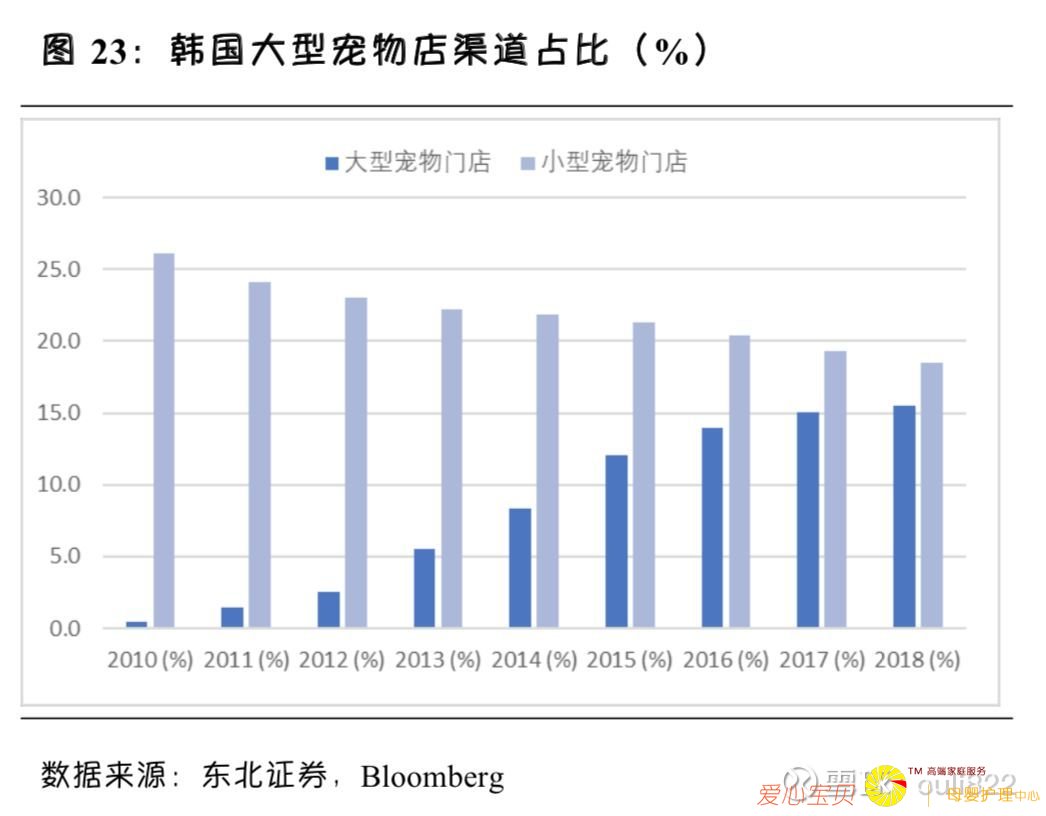 图 23：韩国大型宠物店渠道占比（%）
大型宠物门店 小型宠物门店
30.0
25.0
20.0
15.0
10.0
5.0
0.0
2010 (%) 2011 (%) 2012 (%) 2013 (%) 2014 (%) 2015 (%) 2016 (%) 2017 (%) 2018 (%)
数据来源：东北证券，Bloomberg
TM 高端家庭服务
爱心宝贝
母婴护理中心